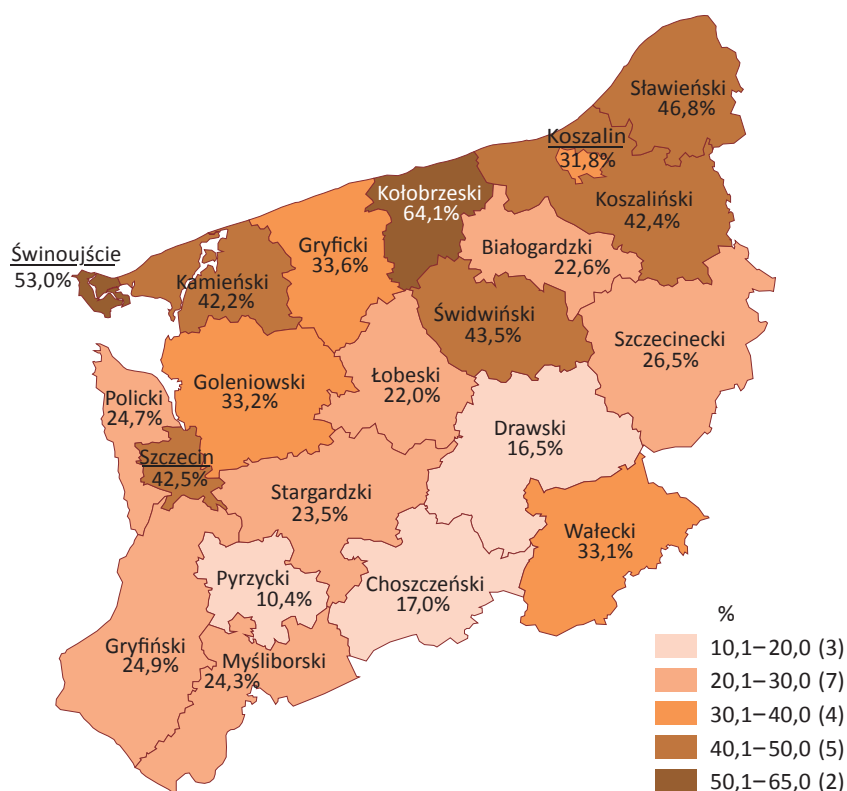 Sławieński
46,8%
Koszalin
31,8%
Kołobrzeski
64,1%
Koszaliński
42,4%
Gryficki
33,6%
Białogardzki
22,6%
Świnoujście
53,0%
Kamieński
42,2%
Świdwiński
43,5%
Szczecinecki
26,5%
Goleniowski
33,2%
Łobeski
22,0%
Policki
24,7%
Drawski
16,5%
Szczecin
42,5%
Stargardzki
23,5%
Wałecki
33,1%
Pyrzycki
10,4%
Choszczeński
17,0%
Gryfiński
24,9%
Myśliborski
24,3%
%
10,1–20,0 (3)
20,1–30,0 (7)
30,1–40,0 (4)
40,1–50,0 (5)
50,1–65,0 (2)